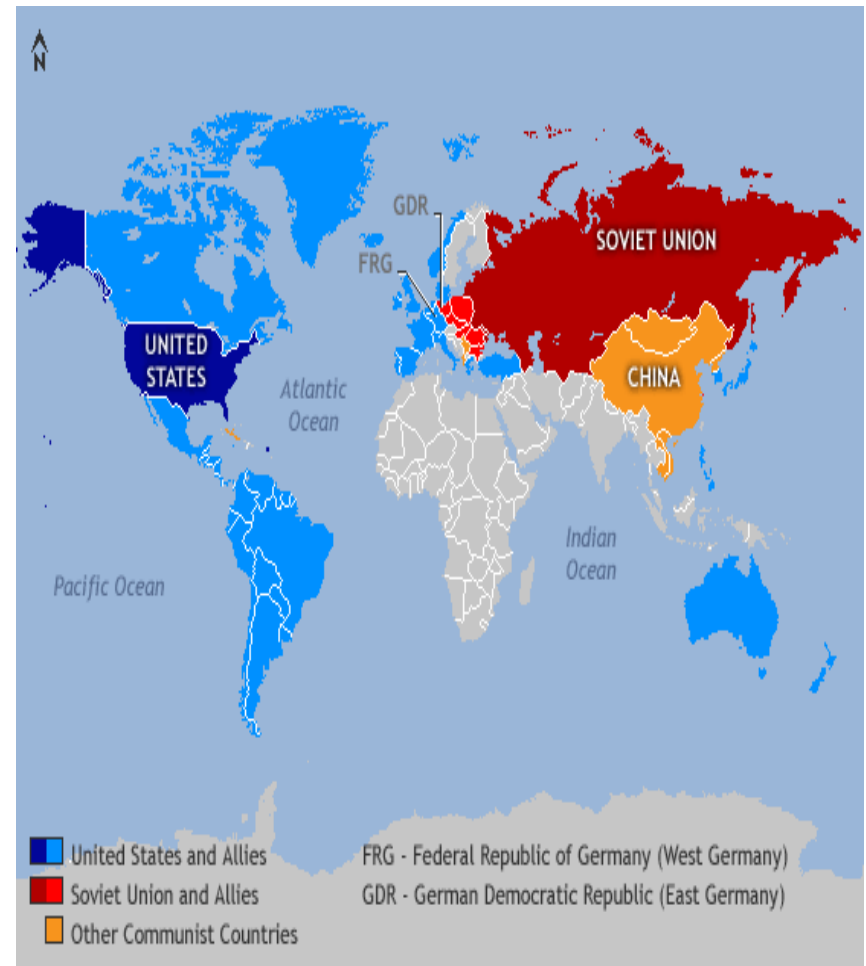 N
GDR
SOVIET UNION
FRG
UNITED
STATES
CHINA
Atlantic
Ocean
Indian
Ocean
Pacific Ocean
United States and Allies
FRG - Federal Republic of Germany (West Germany)
Soviet Union and Allies
GDR - German Democratic Republic (East Germany)
Other Communist Countries